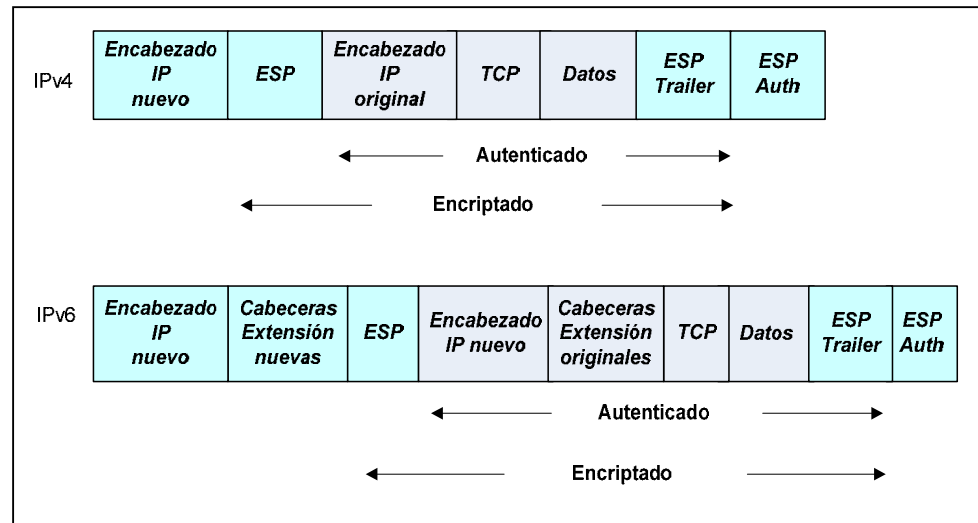 IPv4
Encabezado
IP
nuevo
ESP
Encabezado
IP
original
TCP
Datos
ESP
Trailer
ESP
Auth
Autenticado
Encriptado
IPv6
Encabezado
IP
nuevo
Cabeceras
Extensión
nuevas
ESP
Encabezado
IP nuevo
Cabeceras
Extensión
originales
TCP
Datos
ESP
Trailer
ESP
Auth
Autenticado
Encriptado